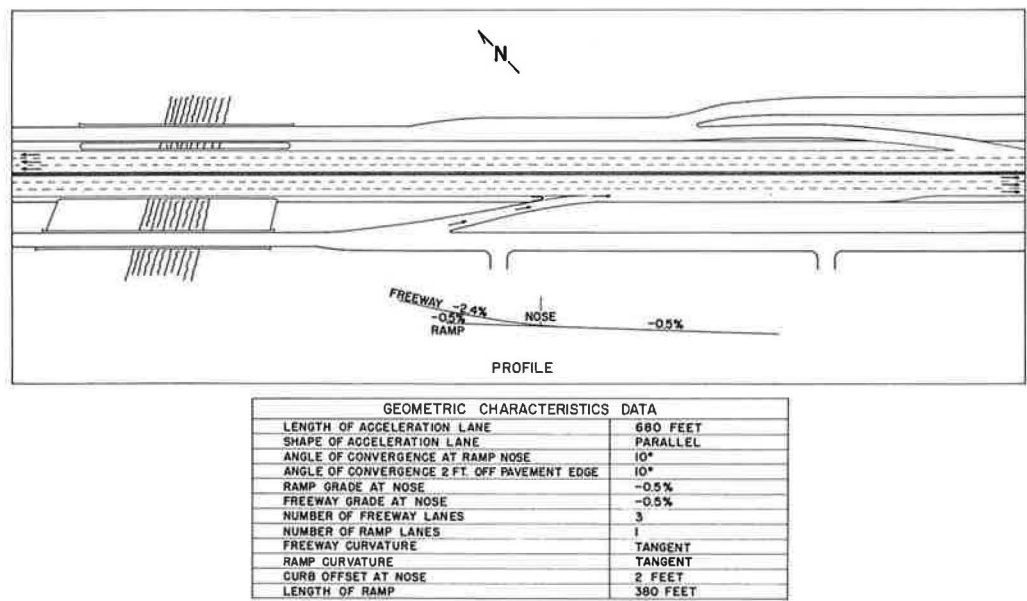 N
FREEWAY -2.4%
-0.5% NOSE -0.5%
RAMP
PROFILE
GEOMETRIC CHARACTERISTICS DATA
LENGTH OF ACCELERATION LANE 680 FEET
SHAPE OF ACCELERATION LANE PARALLEL
ANGLE OF CONVERGENCE AT RAMP NOSE 10°
ANGLE OF CONVERGENCE 2 FT. OFF PAVEMENT EDGE 10°
RAMP GRADE AT NOSE -0.5%
FREEWAY GRADE AT NOSE -0.5%
NUMBER OF FREEWAY LANES 3
NUMBER OF RAMP LANES 1
FREEWAY CURVATURE TANGENT
RAMP CURVATURE TANGENT
CURB OFFSET AT NOSE 2 FEET
LENGTH OF RAMP 380 FEET